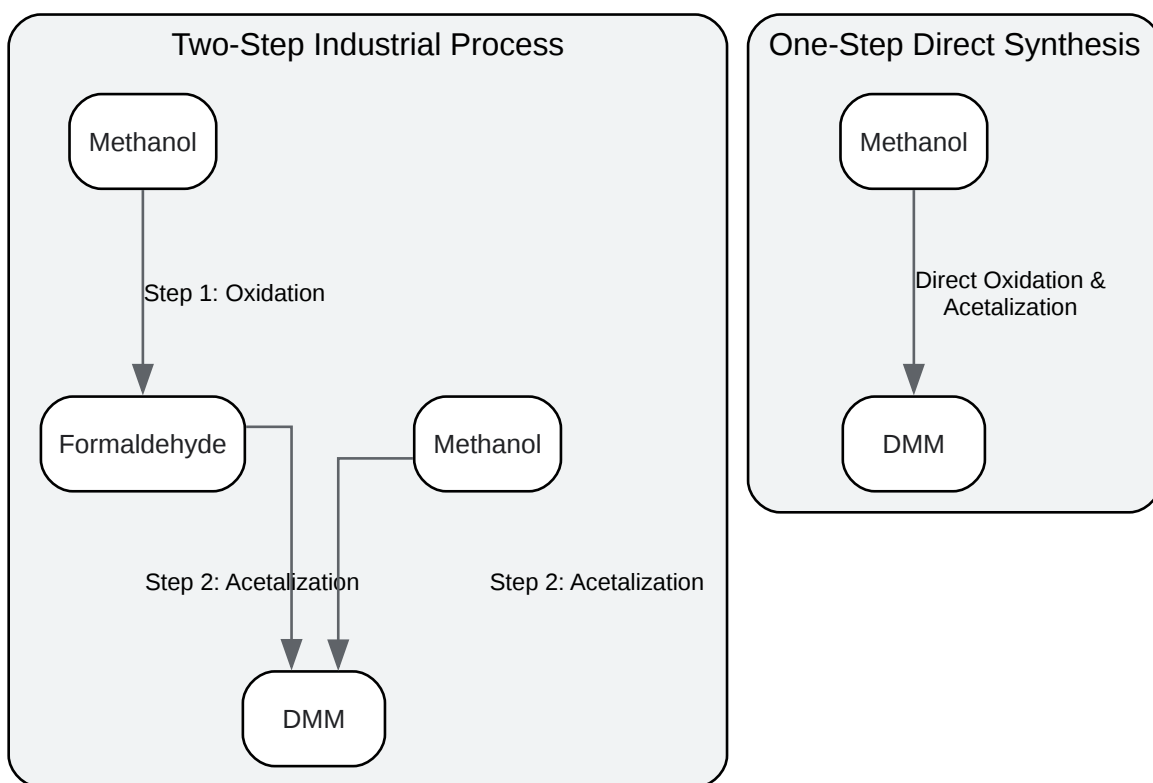 Two-Step Industrial Process
Methanol
Step 1: Oxidation
Formaldehyde
Methanol
Step 2: Acetalization
Step 2: Acetalization
DMM
One-Step Direct Synthesis
Methanol
Direct Oxidation &
Acetalization
DMM